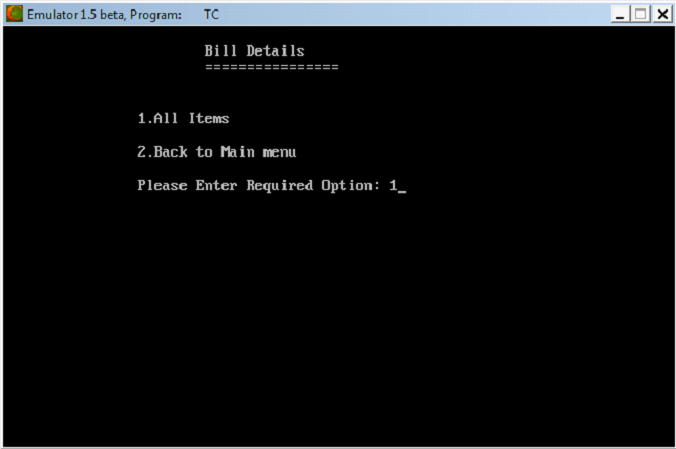 Emulator 1.5 beta, Program: TC
Bill Details
================
1.All Items
2.Back to Main menu
Please Enter Required Option: 1_